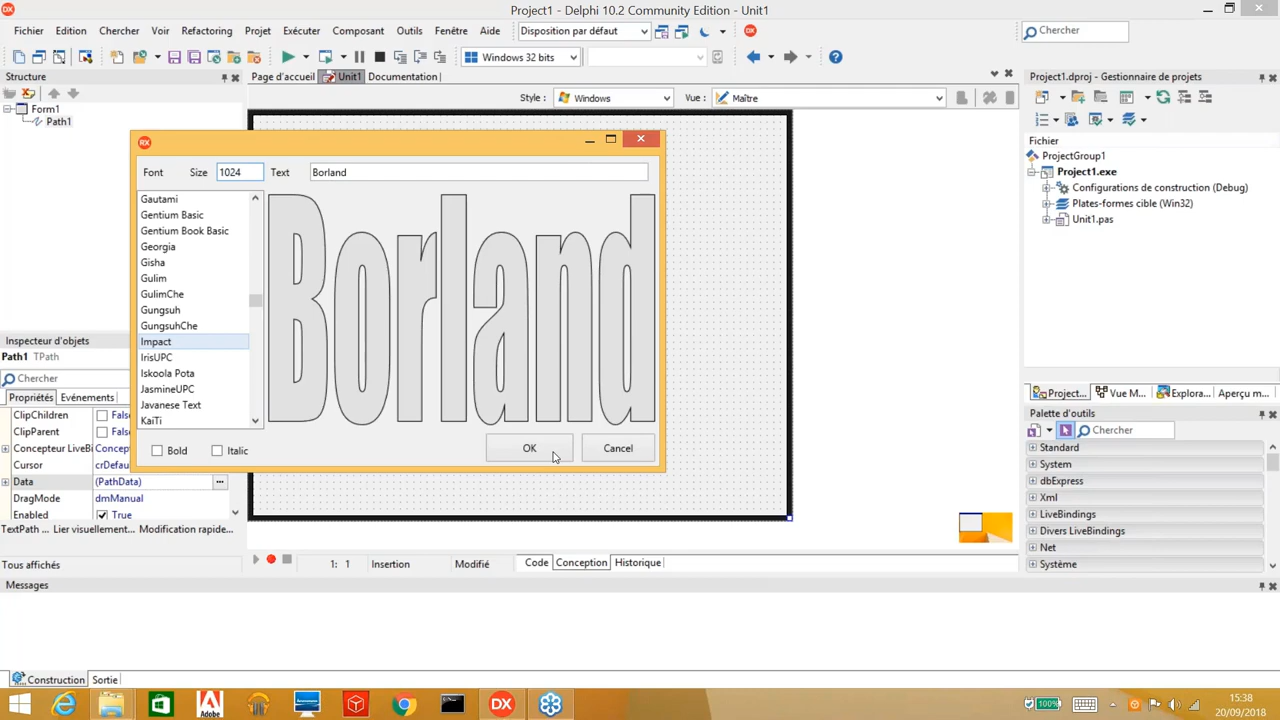 Project1 - Delphi 10.2 Community Edition - Unit1
Fichier Edition Chercher Voir Refactoring Projet Exécuter Composant Outils Fenêtre Aide Disposition par défaut Chercher
Windows 32 bits
Structure
Page d'accueil Unit1 Documentation
Project1.dproj - Gestionnaire de projets
Form1
Path1
Style : Windows Vue : Maître
Fichier
ProjectGroup1
Project1.exe
Configurations de construction (Debug)
Plates-formes cible (Win32)
Unit1.pas
RX
Font Size 1024 Text Borland
Gautami
Gentium Basic
Gentium Book Basic
Georgia
Gisha
Gulim
GulimChe
Gungsuh
GungsuhChe
Impact
IrisUPC
Iskoola Pota
JasmineUPC
Javanese Text
KaiTi
Borland
Bold Italic OK Cancel
Inspecteur d'objets
Path1 TPath
Chercher
Propriétés Evénements
ClipChildren Fals
ClipParent Fals
Concepteur LiveBi Concep
Cursor crDefau
Data (PathData) ...
DragMode dmManual
Enabled True
TextPath ... Lier visuellement... Modification rapide...
Tous affichés
1: 1 Insertion Modifié Code Conception Historique
Project... Vue M... Explora... Aperçu m...
Palette d'outils
Chercher
Standard
System
dbExpress
Xml
LiveBindings
Divers LiveBindings
Net
Système
Messages
Construction Sortie
Adobe
DX
100%
15:38
20/09/2018